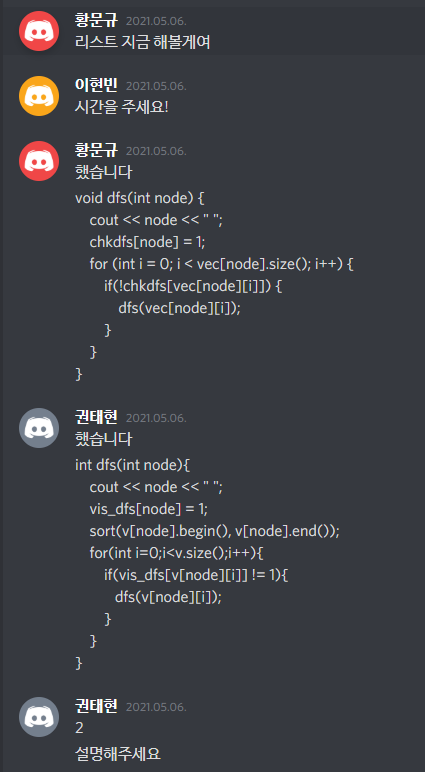 황문규 2021.05.06.
리스트 지금 해볼게여
이현빈 2021.05.06.
시간을 주세요!
황문규 2021.05.06.
했습니다
void dfs(int node) {
    cout << node << " ";
    chkdfs[node] = 1;
    for (int i = 0; i < vec[node].size(); i++) {
        if(!chkdfs[vec[node][i]]) {
            dfs(vec[node][i]);
        }
    }
}
권태현 2021.05.06.
했습니다
int dfs(int node){
    cout << node << " ";
    vis_dfs[node] = 1;
    sort(v[node].begin(), v[node].end());
    for(int i=0;i<v.size();i++){
        if(vis_dfs[v[node][i]] != 1){
            dfs(v[node][i]);
        }
    }
}
권태현 2021.05.06.
2
설명해주세요